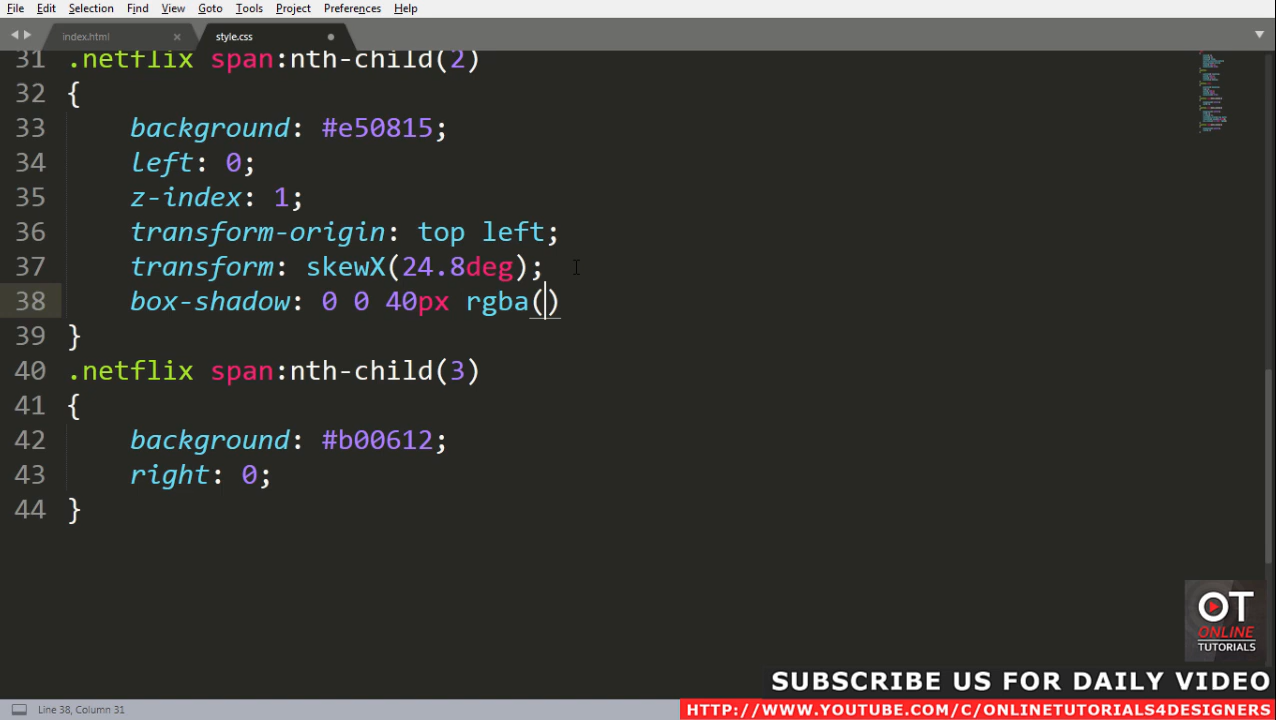 File Edit Selection Find View Goto Tools Project Preferences Help
index.html × style.css
31 .netflix span:nth-child(2)
32 {
33 background: #e50815;
34 left: 0;
35 z-index: 1;
36 transform-origin: top left;
37 transform: skewX(24.8deg);
38 box-shadow: 0 0 40px rgba()
39 }
40 .netflix span:nth-child(3)
41 {
42 background: #b00612;
43 right: 0;
44 }
OT
ONLINE
TUTORIALS
SUBSCRIBE US FOR DAILY VIDEO
HTTP://WWW.YOUTUBE.COM/C/ONLINETUTORIALS4DESIGNERS
Line 38, Column 31